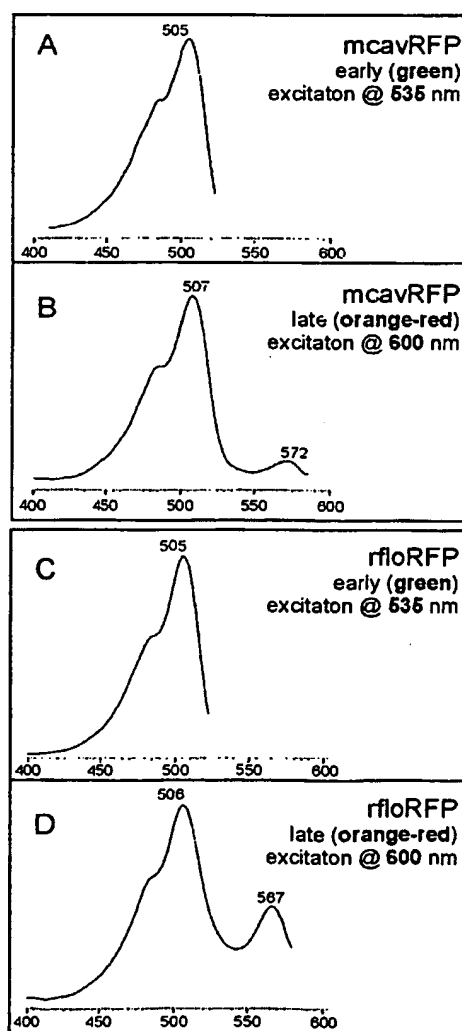 A
505
mcavRFP
early (green)
excitaton @ 535 nm
400 450 500 550 600
B
507
mcavRFP
late (orange-red)
excitaton @ 600 nm
572
400 450 500 550 600
C
505
rfloRFP
early (green)
excitaton @ 535 nm
400 450 500 550 600
D
506
rfloRFP
late (orange-red)
excitaton @ 600 nm
567
400 450 500 550 600